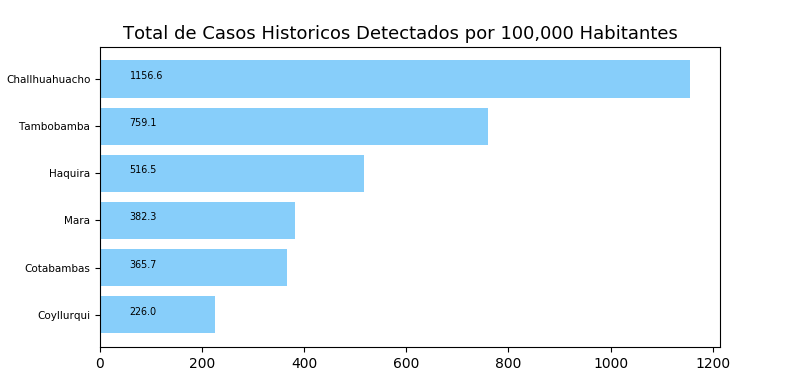 Total de Casos Historicos Detectados por 100,000 Habitantes
Challhuahuacho 1156.6
Tambobamba 759.1
Haquira 516.5
Mara 382.3
Cotabambas 365.7
Coyllurqui 226.0
0 200 400 600 800 1000 1200